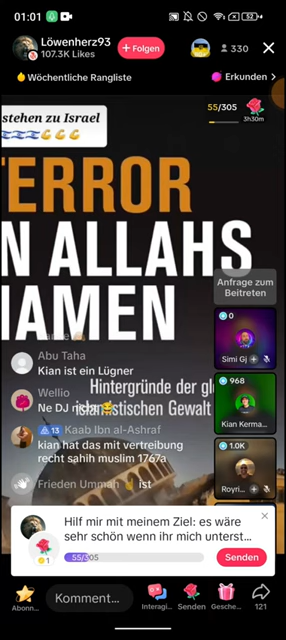 01:01
52
Löwenherz93
107.3K Likes
+ Folgen
330
Wöchentliche Rangliste
Erkunden >
stehen zu Israel
55/305
3h30m
TERROR
N ALLAHS
NAMEN
Anfrage zum
Beitreten
Abu Taha
Kian ist ein Lügner
0
Simi Gj
Wellio
Ne DJ
Hintergründe der gl
islamistischen Gewalt
968
Kian Kerma...
13 Kaab Ibn al-Ashraf
kian hat das mit vertreibung
recht sahih muslim 1767a
1.0K
Royri...
Frieden Ummah ist
Hilf mir mit meinem Ziel: es wäre
sehr schön wenn ihr mich unterst...
1
55/305
Senden
Abonn...
Komment...
Interagi...
Senden
Gesche...
121